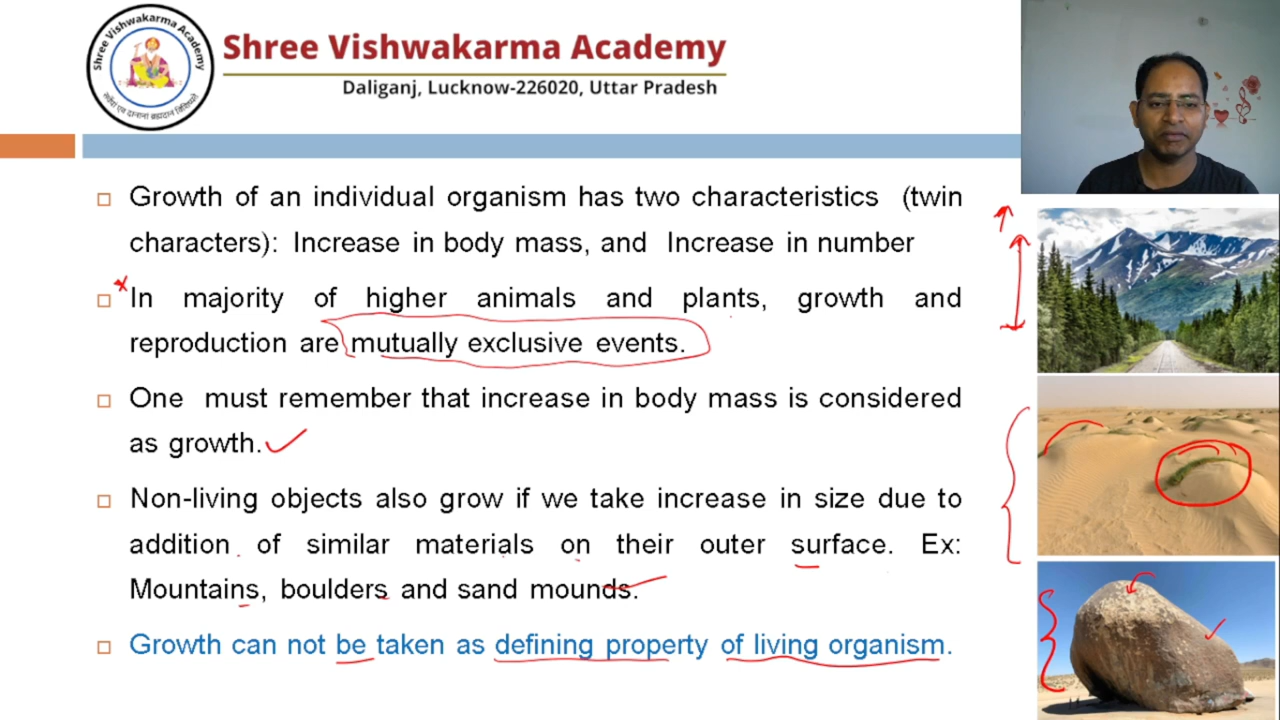 Shree Vishwakarma Academy
Shree Vishwakarma Academy
Daliganj, Lucknow-226020, Uttar Pradesh
Growth of an individual organism has two characteristics (twin
characters): Increase in body mass, and Increase in number
In majority of higher animals and plants, growth and
reproduction are mutually exclusive events.
One must remember that increase in body mass is considered
as growth.
Non-living objects also grow if we take increase in size due to
addition of similar materials on their outer surface. Ex:
Mountains, boulders and sand mounds.
Growth can not be taken as defining property of living organism.